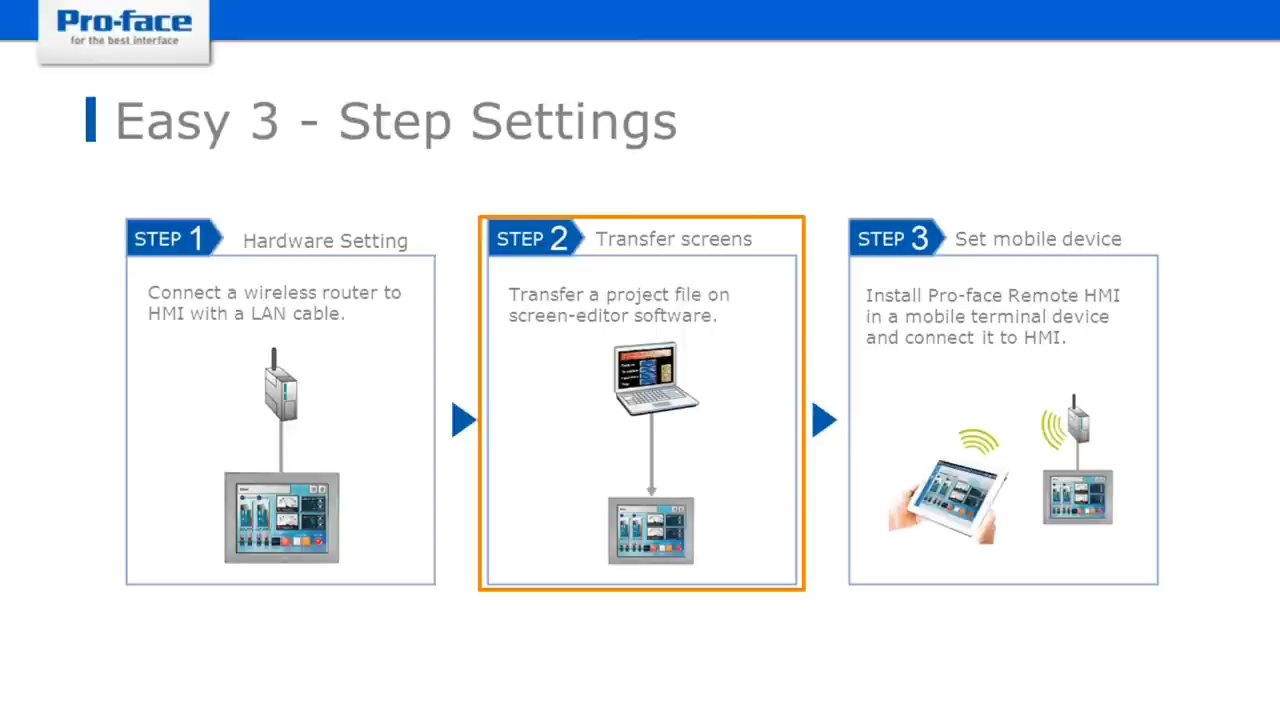 Pro-face
for the best interface
Easy 3 - Step Settings
STEP 1
Hardware Setting
Connect a wireless router to
HMI with a LAN cable.
STEP 2
Transfer screens
Transfer a project file on
screen-editor software.
STEP 3
Set mobile device
Install Pro-face Remote HMI
in a mobile terminal device
and connect it to HMI.